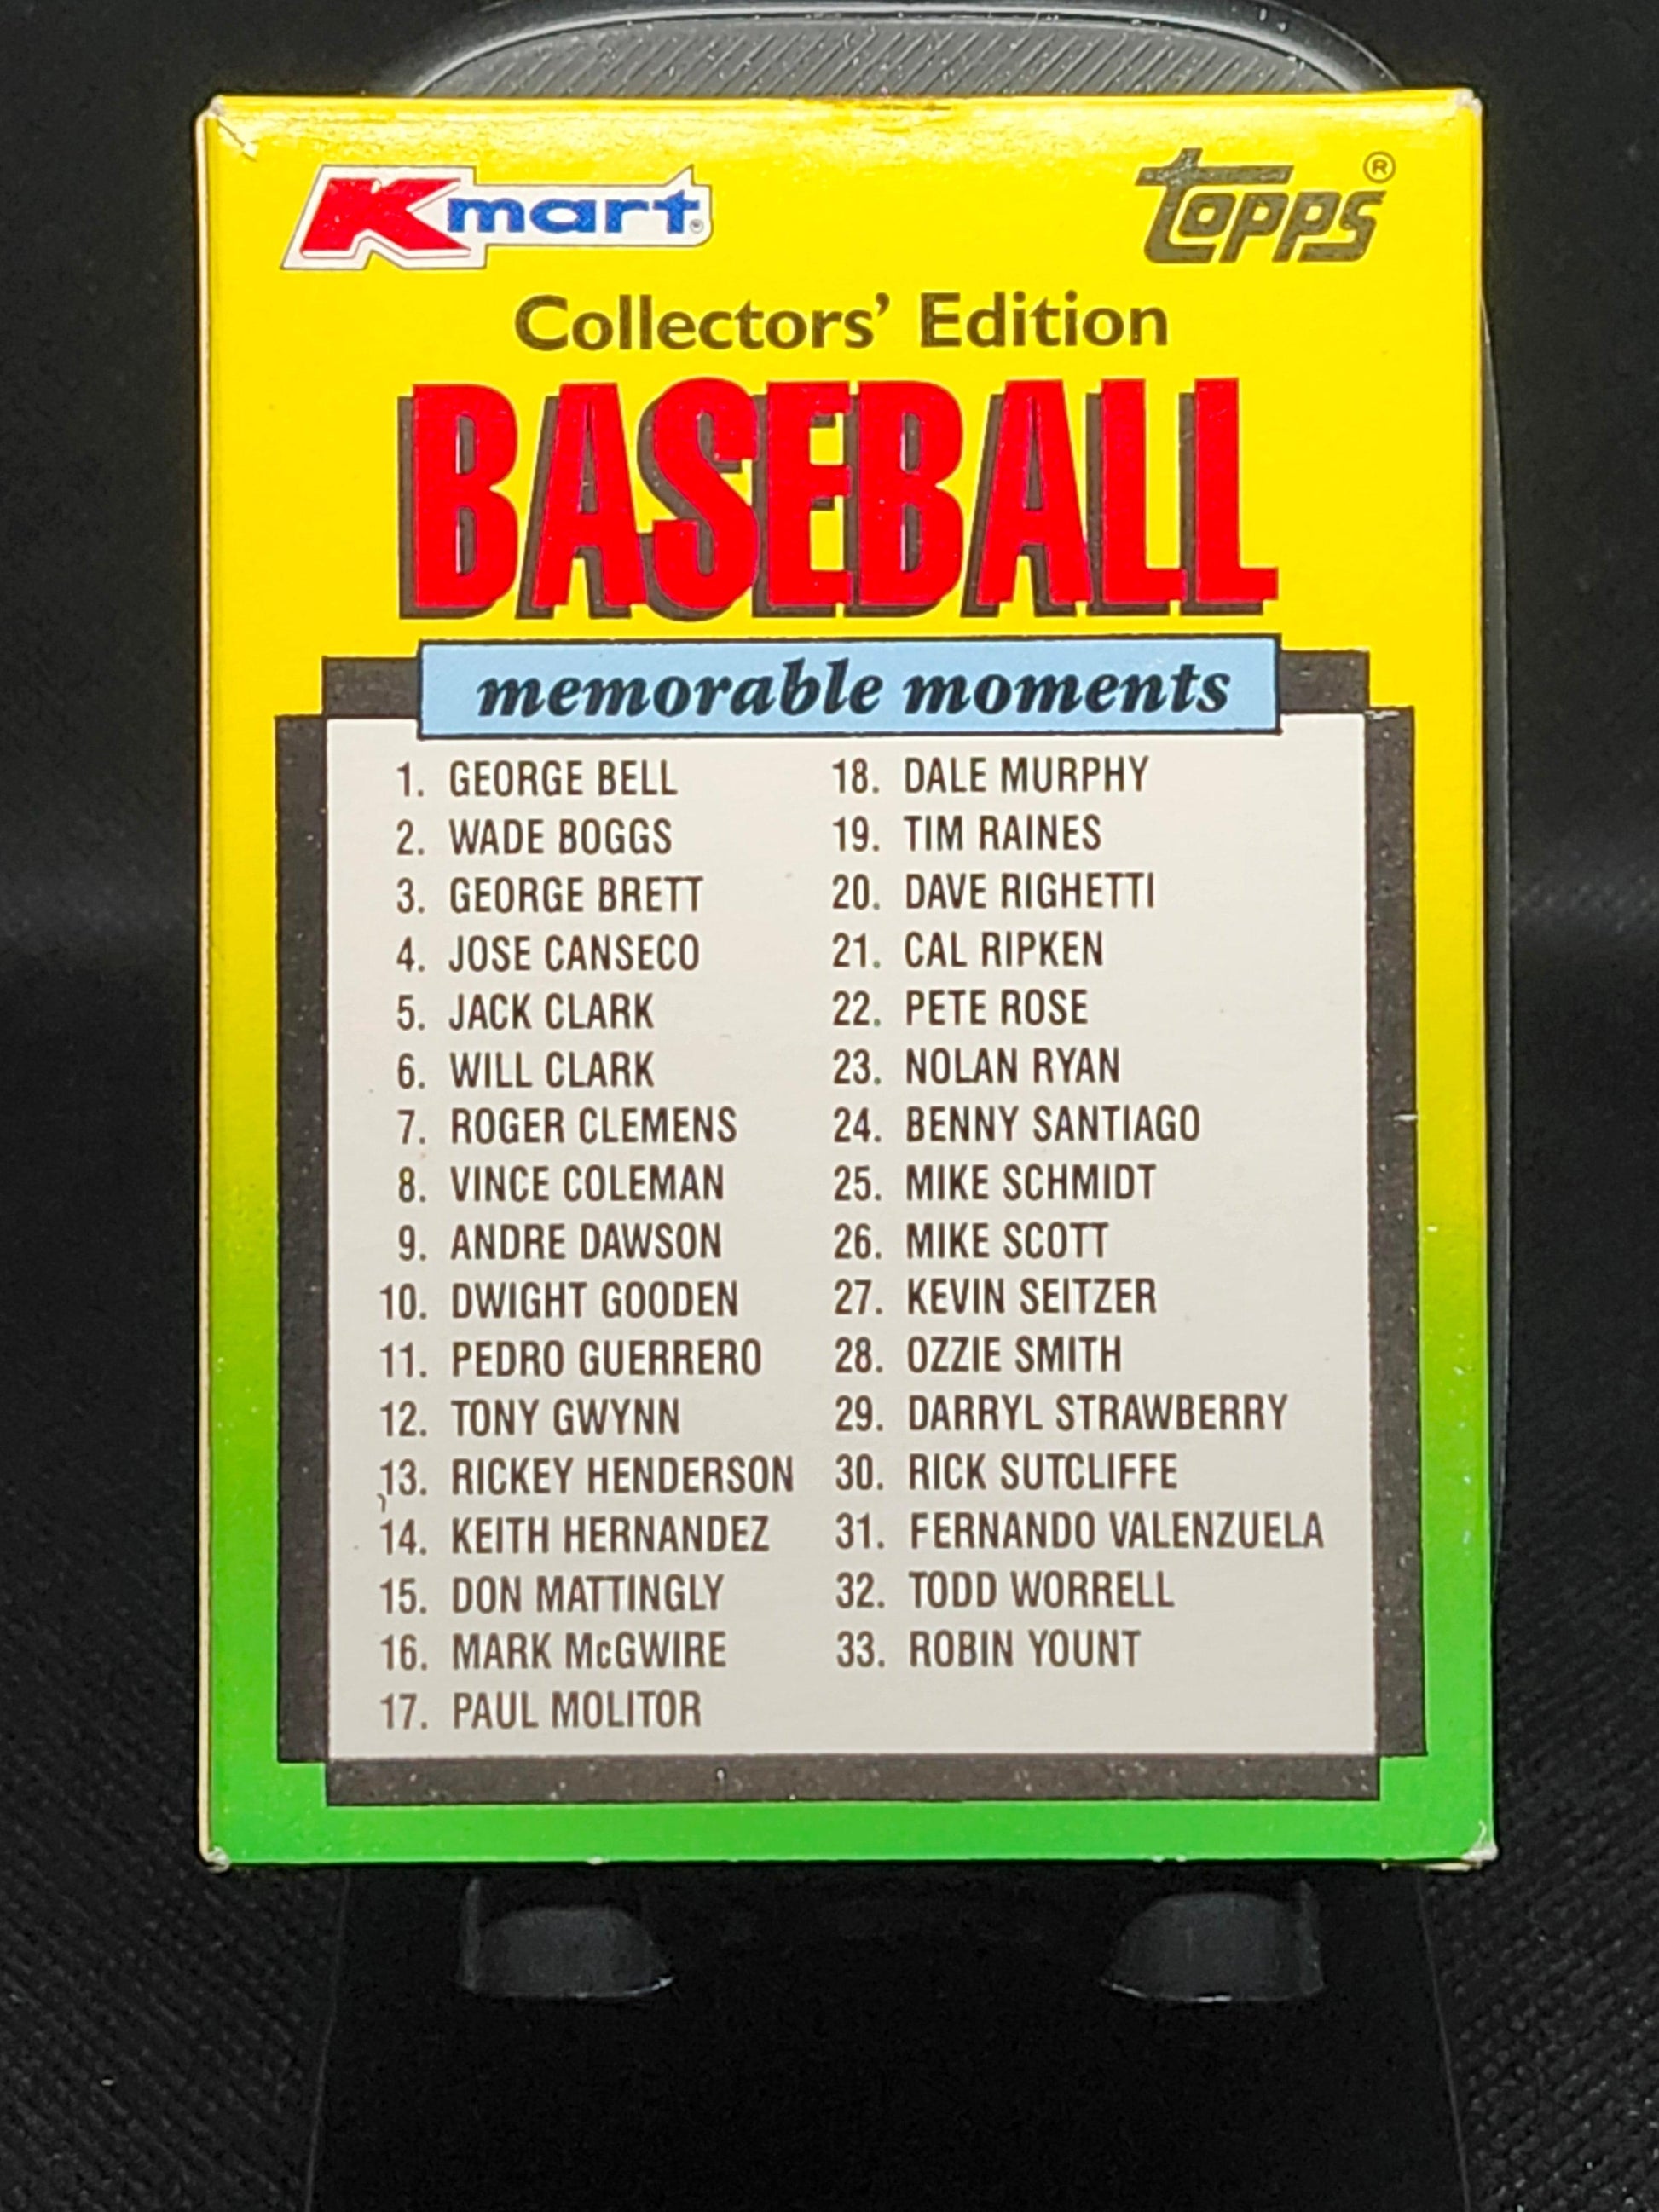 Kmart®
topps®
Collectors' Edition
BASEBALL
memorable moments
1. GEORGE BELL
2. WADE BOGGS
3. GEORGE BRETT
4. JOSE CANSECO
5. JACK CLARK
6. WILL CLARK
7. ROGER CLEMENS
8. VINCE COLEMAN
9. ANDRE DAWSON
10. DWIGHT GOODEN
11. PEDRO GUERRERO
12. TONY GWYNN
13. RICKEY HENDERSON
14. KEITH HERNANDEZ
15. DON MATTINGLY
16. MARK McGWIRE
17. PAUL MOLITOR
18. DALE MURPHY
19. TIM RAINES
20. DAVE RIGHETTI
21. CAL RIPKEN
22. PETE ROSE
23. NOLAN RYAN
24. BENNY SANTIAGO
25. MIKE SCHMIDT
26. MIKE SCOTT
27. KEVIN SEITZER
28. OZZIE SMITH
29. DARRYL STRAWBERRY
30. RICK SUTCLIFFE
31. FERNANDO VALENZUELA
32. TODD WORRELL
33. ROBIN YOUNT